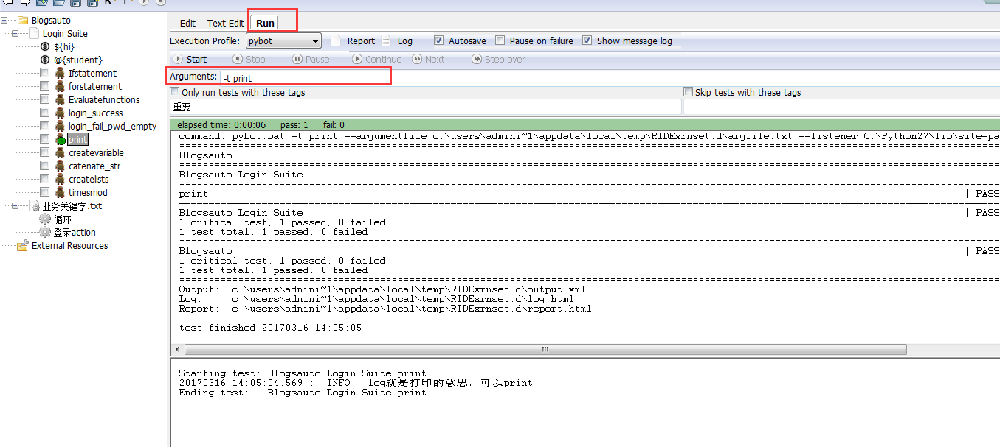 Blogsauto
Login Suite
${hi}
@{student}
Ifstatement
forstatement
Evaluatefunctions
login_success
login_fail_pwd_empty
print
createvariable
catenate_str
createlists
timesmod
业务关键字.txt
循环
登录action
External Resources
Edit Text Edit Run
Execution Profile: pybot Report Log Autosave Pause on failure Show message log
Start Stop Pause Continue Next Step over
Arguments: -t print
Only run tests with these tags Skip tests with these tags
重要
elapsed time: 0:00:06 pass: 1 fail: 0
command: pybot.bat -t print --argumentfile c:\users\admini~1\appdata\local\temp\RIDExrnset.d\argfile.txt --listener C:\Python27\lib\site-pa
Blogsauto
Blogsauto.Login Suite
print | PASS
Blogsauto.Login Suite | PASS
1 critical test, 1 passed, 0 failed
1 test total, 1 passed, 0 failed
Blogsauto | PASS
1 critical test, 1 passed, 0 failed
1 test total, 1 passed, 0 failed
Output: c:\users\admini~1\appdata\local\temp\RIDExrnset.d\output.xml
Log: c:\users\admini~1\appdata\local\temp\RIDExrnset.d\log.html
Report: c:\users\admini~1\appdata\local\temp\RIDExrnset.d\report.html
test finished 20170316 14:05:05
Starting test: Blogsauto.Login Suite.print
20170316 14:05:04.569 : INFO : log就是打印的意思，可以print
Ending test: Blogsauto.Login Suite.print